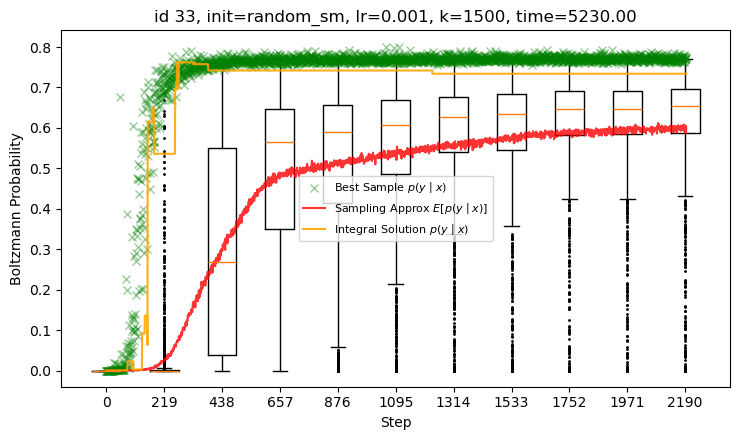 id 33, init=random_sm, lr=0.001, k=1500, time=5230.00
Boltzmann Probability
0.8
0.7
0.6
0.5
0.4
0.3
0.2
0.1
0.0
Best Sample p(y | x)
Sampling Approx E[p(y | x)]
Integral Solution p(y | x)
0 219 438 657 876 1095 1314 1533 1752 1971 2190
Step